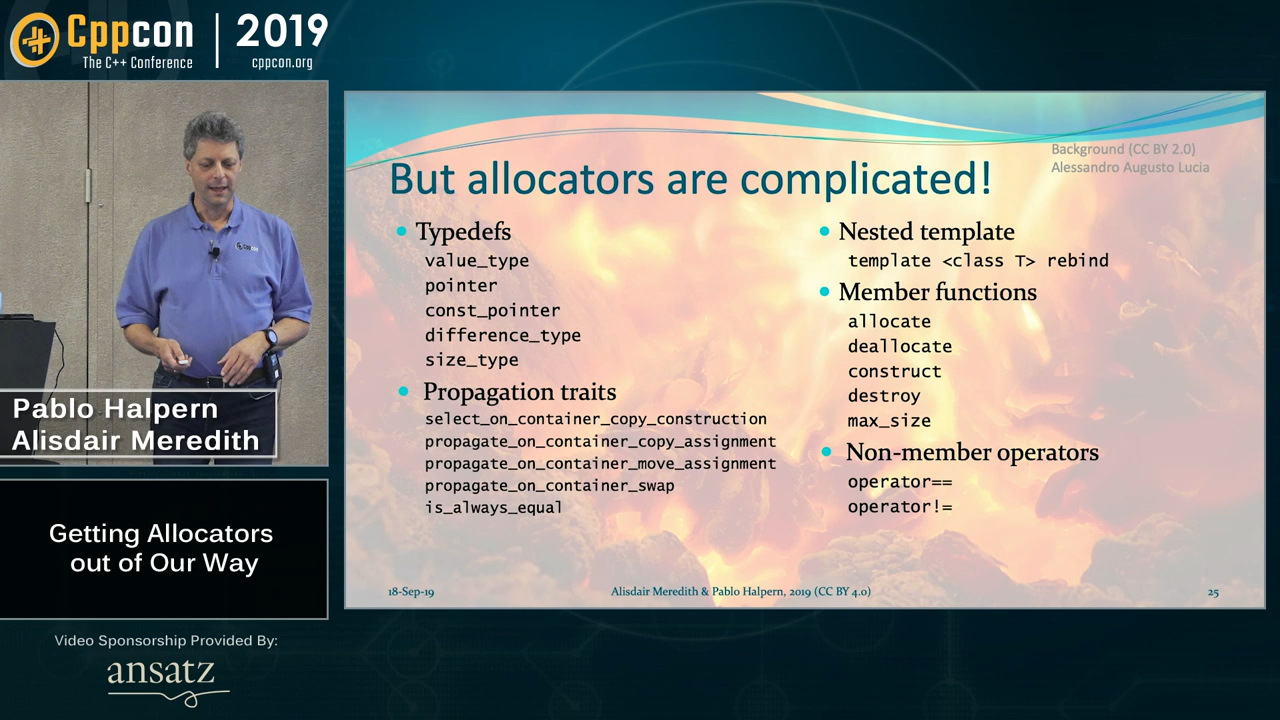 Cppcon
The C++ Conference
2019
cppcon.org
Background (CC BY 2.0)
Alessandro Augusto Lucia
But allocators are complicated!
• Typedefs
value_type
pointer
const_pointer
difference_type
size_type
• Propagation traits
select_on_container_copy_construction
propagate_on_container_copy_assignment
propagate_on_container_move_assignment
propagate_on_container_swap
is_always_equal
• Nested template
template <class T> rebind
• Member functions
allocate
deallocate
construct
destroy
max_size
• Non-member operators
operator==
operator!=
18-Sep-19
Alisdair Meredith & Pablo Halpern, 2019 (CC BY 4.0)
25
Pablo Halpern
Alisdair Meredith
Getting Allocators
out of Our Way
Video Sponsorship Provided By:
ansatz